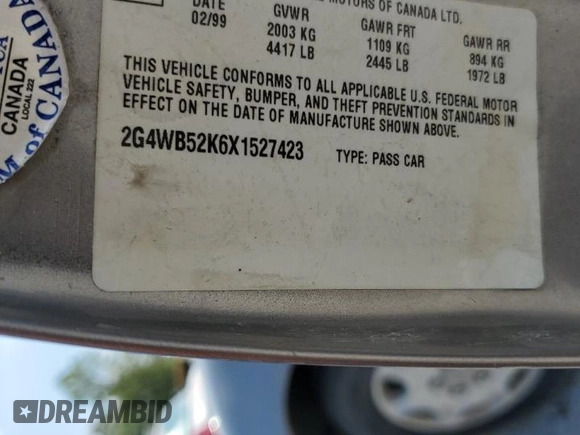 MOTORS OF CANADA LTD.
DATE GVWR GAWR FRT GAWR RR
02/99 2003 KG 1109 KG 894 KG
4417 LB 2445 LB 1972 LB
THIS VEHICLE CONFORMS TO ALL APPLICABLE U.S. FEDERAL MOTOR
VEHICLE SAFETY, BUMPER, AND THEFT PREVENTION STANDARDS IN
EFFECT ON THE DATE OF MANUFACTURE SHOWN ABOVE.
2G4WB52K6X1527423 TYPE: PASS CAR
CANADA
LOCAL 222
of CANADA
DREAMBID